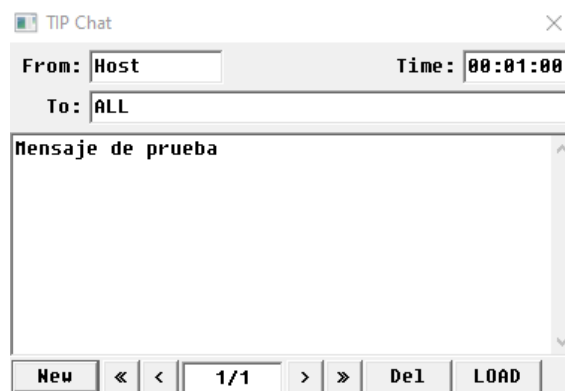 TIP Chat
From: Host Time: 00:01:00
To: ALL
Mensaje de prueba
New « < 1/1 > » Del LOAD